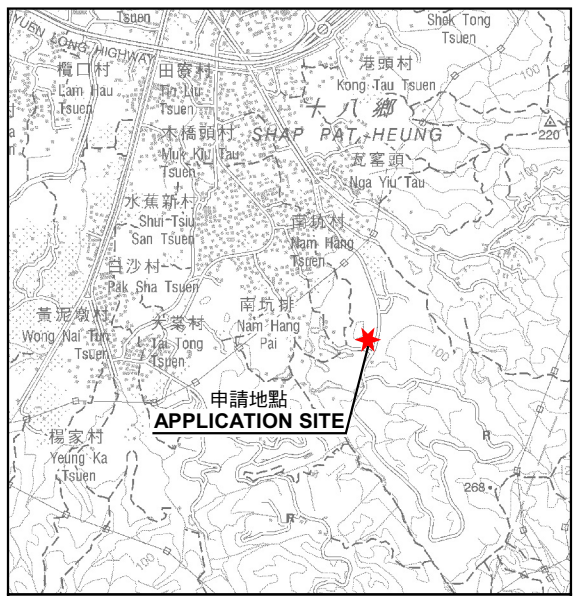 Tsuen
Shek Tong
Tsuen
YUEN LONG HIGHWAY
欖口村
Lam Hau
Tsuen
田寮村
Tin Liu
Tsuen
港頭村
Kong Tau Tsuen
100
十八鄉
SHAP PAT HEUNG
220
木橋頭村
Muk Kiu Tau
Tsuen
瓦窰頭
Nga Yiu Tau
水蕉新村
Shui Tsiu
San Tsuen
南坑村
Nam Hang
Tsuen
白沙村
Pak Sha Tsuen
黃泥墩村
Wong Nai Tun
Tsuen
大棠村
Tai Tong
Tsuen
南坑排
Nam Hang
Pai
100
申請地點
APPLICATION SITE
楊家村
Yeung Ka
Tsuen
R
268
R
100